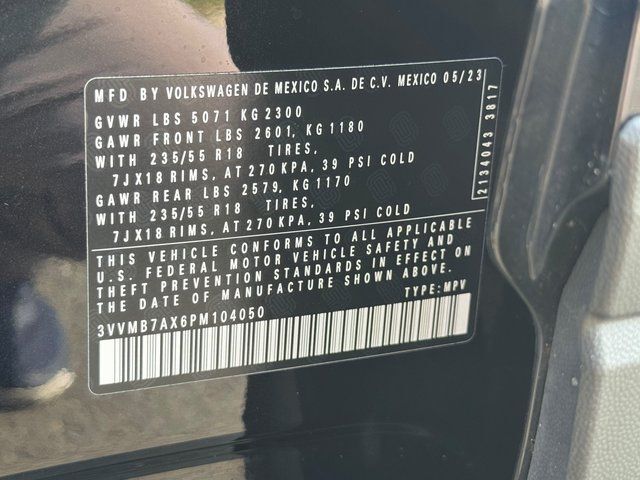 MFD BY VOLKSWAGEN DE MEXICO S.A. DE C.V. MEXICO 05/23
GVWR LBS 5071 KG 2300
GAWR FRONT LBS 2601, KG 1180
WITH 235/55 R18 TIRES,
7JX18 RIMS, AT 270 KPA, 39 PSI COLD
GAWR REAR LBS 2579, KG 1170
WITH 235/55 R18 TIRES,
7JX18 RIMS, AT 270 KPA, 39 PSI COLD
2134043 3817
THIS VEHICLE CONFORMS TO ALL APPLICABLE
U.S. FEDERAL MOTOR VEHICLE SAFETY AND
THEFT PREVENTION STANDARDS IN EFFECT ON
THE DATE OF MANUFACTURE SHOWN ABOVE.
3VVMB7AX6PM104050 TYPE: MPV